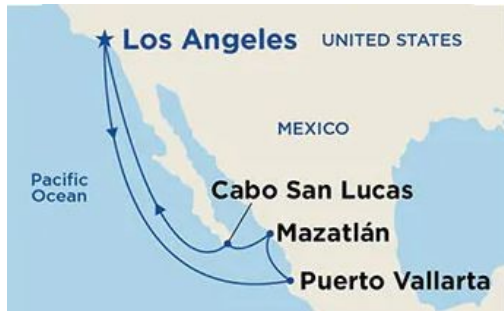 Los Angeles
UNITED STATES
MEXICO
Pacific
Ocean
Cabo San Lucas
Mazatlán
Puerto Vallarta